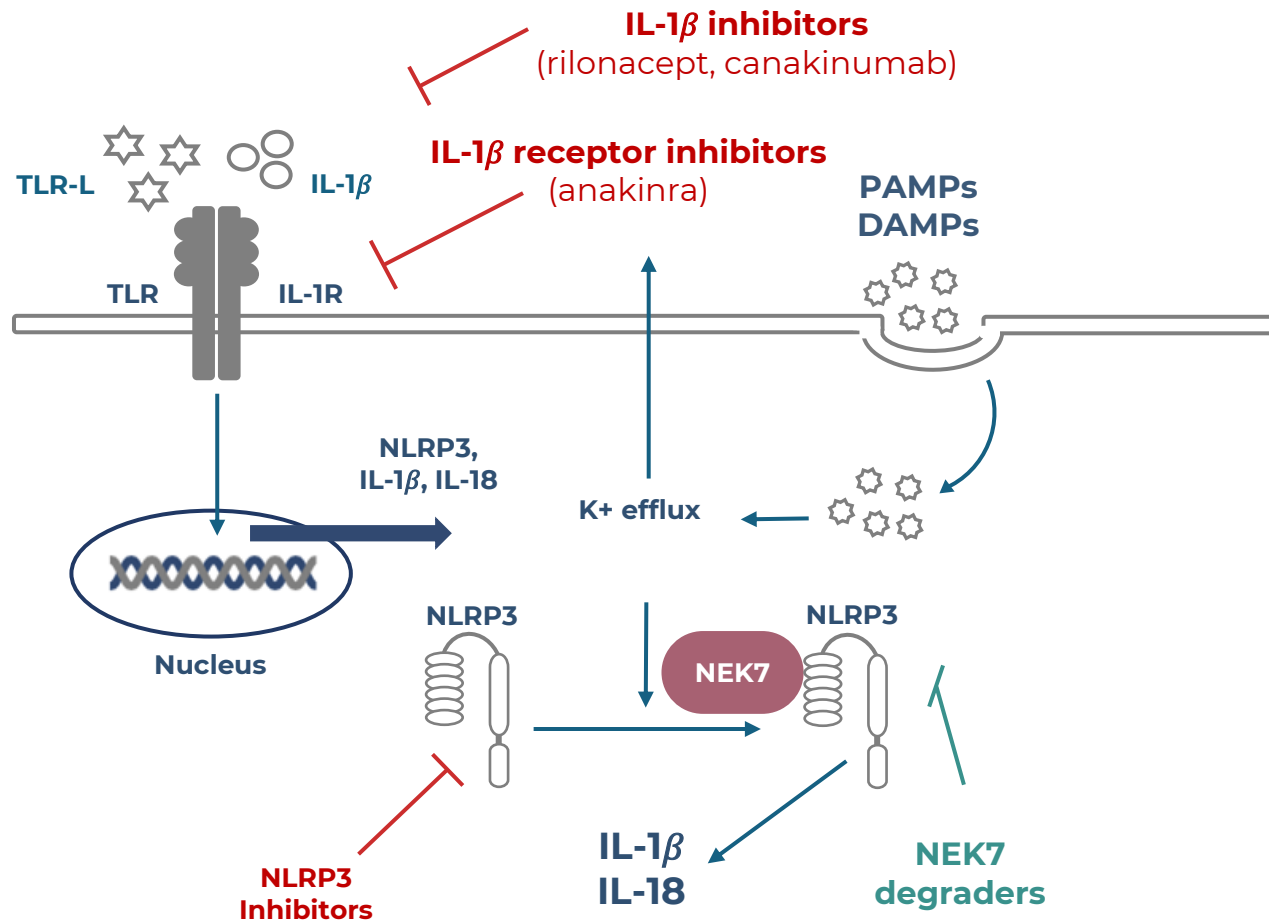 IL-1β inhibitors
(rilonacept, canakinumab)
IL-1β receptor inhibitors
(anakinra)
TLR-L
IL-1β
PAMPs
DAMPs
TLR
IL-1R
NLRP3,
IL-1β, IL-18
K+ efflux
NLRP3
NLRP3
Nucleus
NEK7
IL-1β
IL-18
NEK7
degraders
NLRP3
Inhibitors